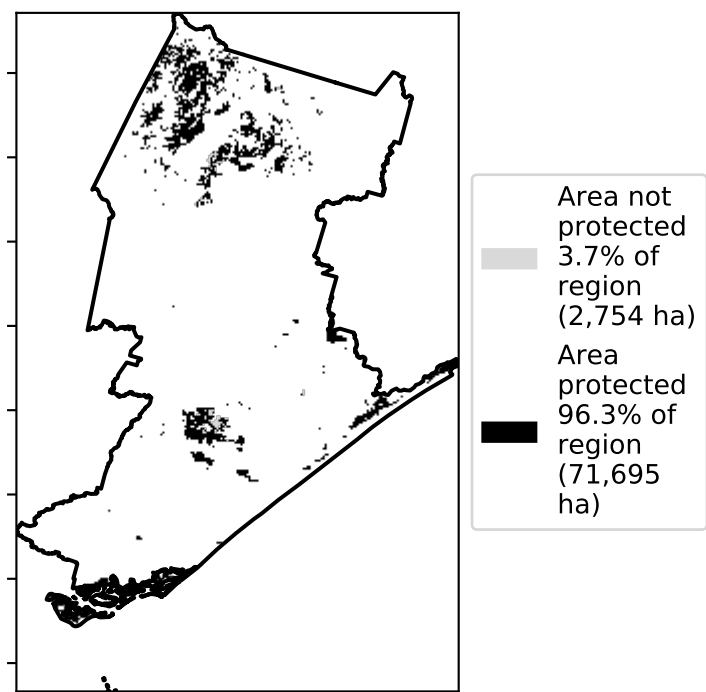 Area not
protected
3.7% of
region
(2,754 ha)
Area
protected
96.3% of
region
(71,695
ha)